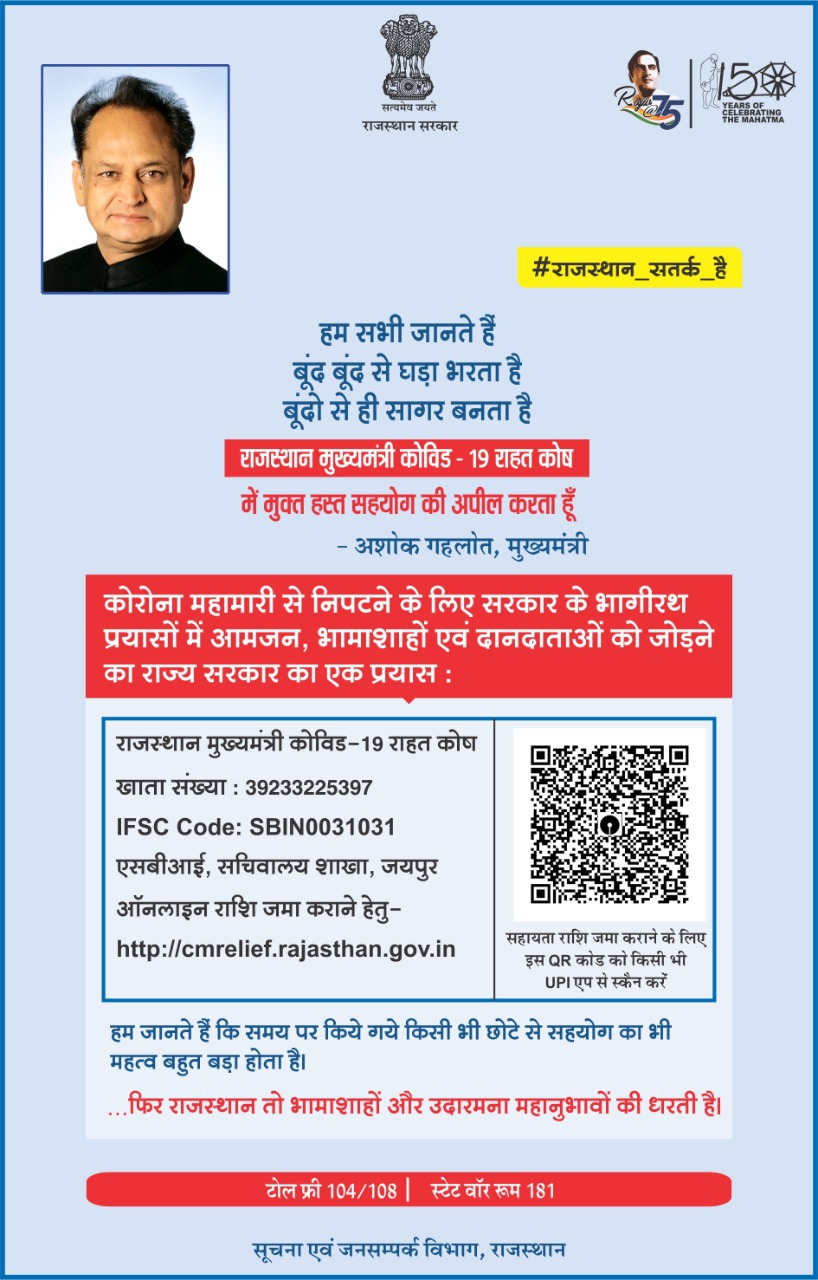 सत्यमेव जयते
राजस्थान सरकार
Rajiv @ 75
150
YEARS OF
CELEBRATING
THE MAHATMA
#राजस्थान_सतर्क_है
हम सभी जानते हैं
बूंद बूंद से घड़ा भरता है
बूंदो से ही सागर बनता है
राजस्थान मुख्यमंत्री कोविड - 19 राहत कोष
में मुक्त हस्त सहयोग की अपील करता हूँ
- अशोक गहलोत, मुख्यमंत्री
कोरोना महामारी से निपटने के लिए सरकार के भागीरथ
प्रयासों में आमजन, भामाशाहों एवं दानदाताओं को जोड़ने
का राज्य सरकार का एक प्रयास :
राजस्थान मुख्यमंत्री कोविड-19 राहत कोष
खाता संख्या : 39233225397
IFSC Code: SBIN0031031
एसबीआई, सचिवालय शाखा, जयपुर
ऑनलाइन राशि जमा कराने हेतु-
http://cmrelief.rajasthan.gov.in
सहायता राशि जमा कराने के लिए
इस QR कोड को किसी भी
UPI एप से स्कैन करें
हम जानते हैं कि समय पर किये गये किसी भी छोटे से सहयोग का भी
महत्व बहुत बड़ा होता है।
...फिर राजस्थान तो भामाशाहों और उदारमना महानुभावों की धरती है।
टोल फ्री 104/108 | स्टेट वॉर रूम 181
सूचना एवं जनसम्पर्क विभाग, राजस्थान